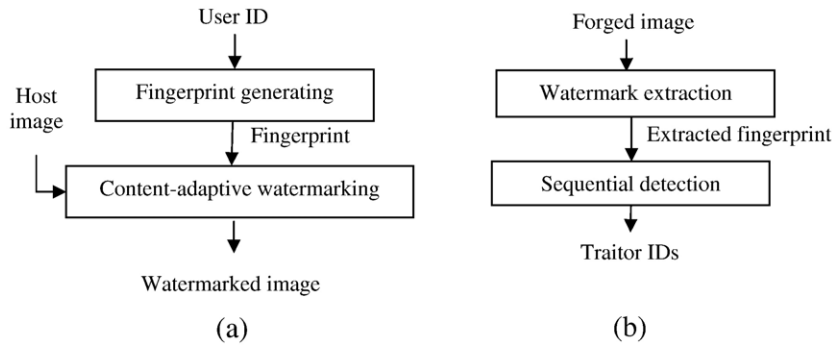 User ID
Fingerprint generating
Host
image
Fingerprint
Content-adaptive watermarking
Watermarked image
(a)
Forged image
Watermark extraction
Extracted fingerprint
Sequential detection
Traitor IDs
(b)